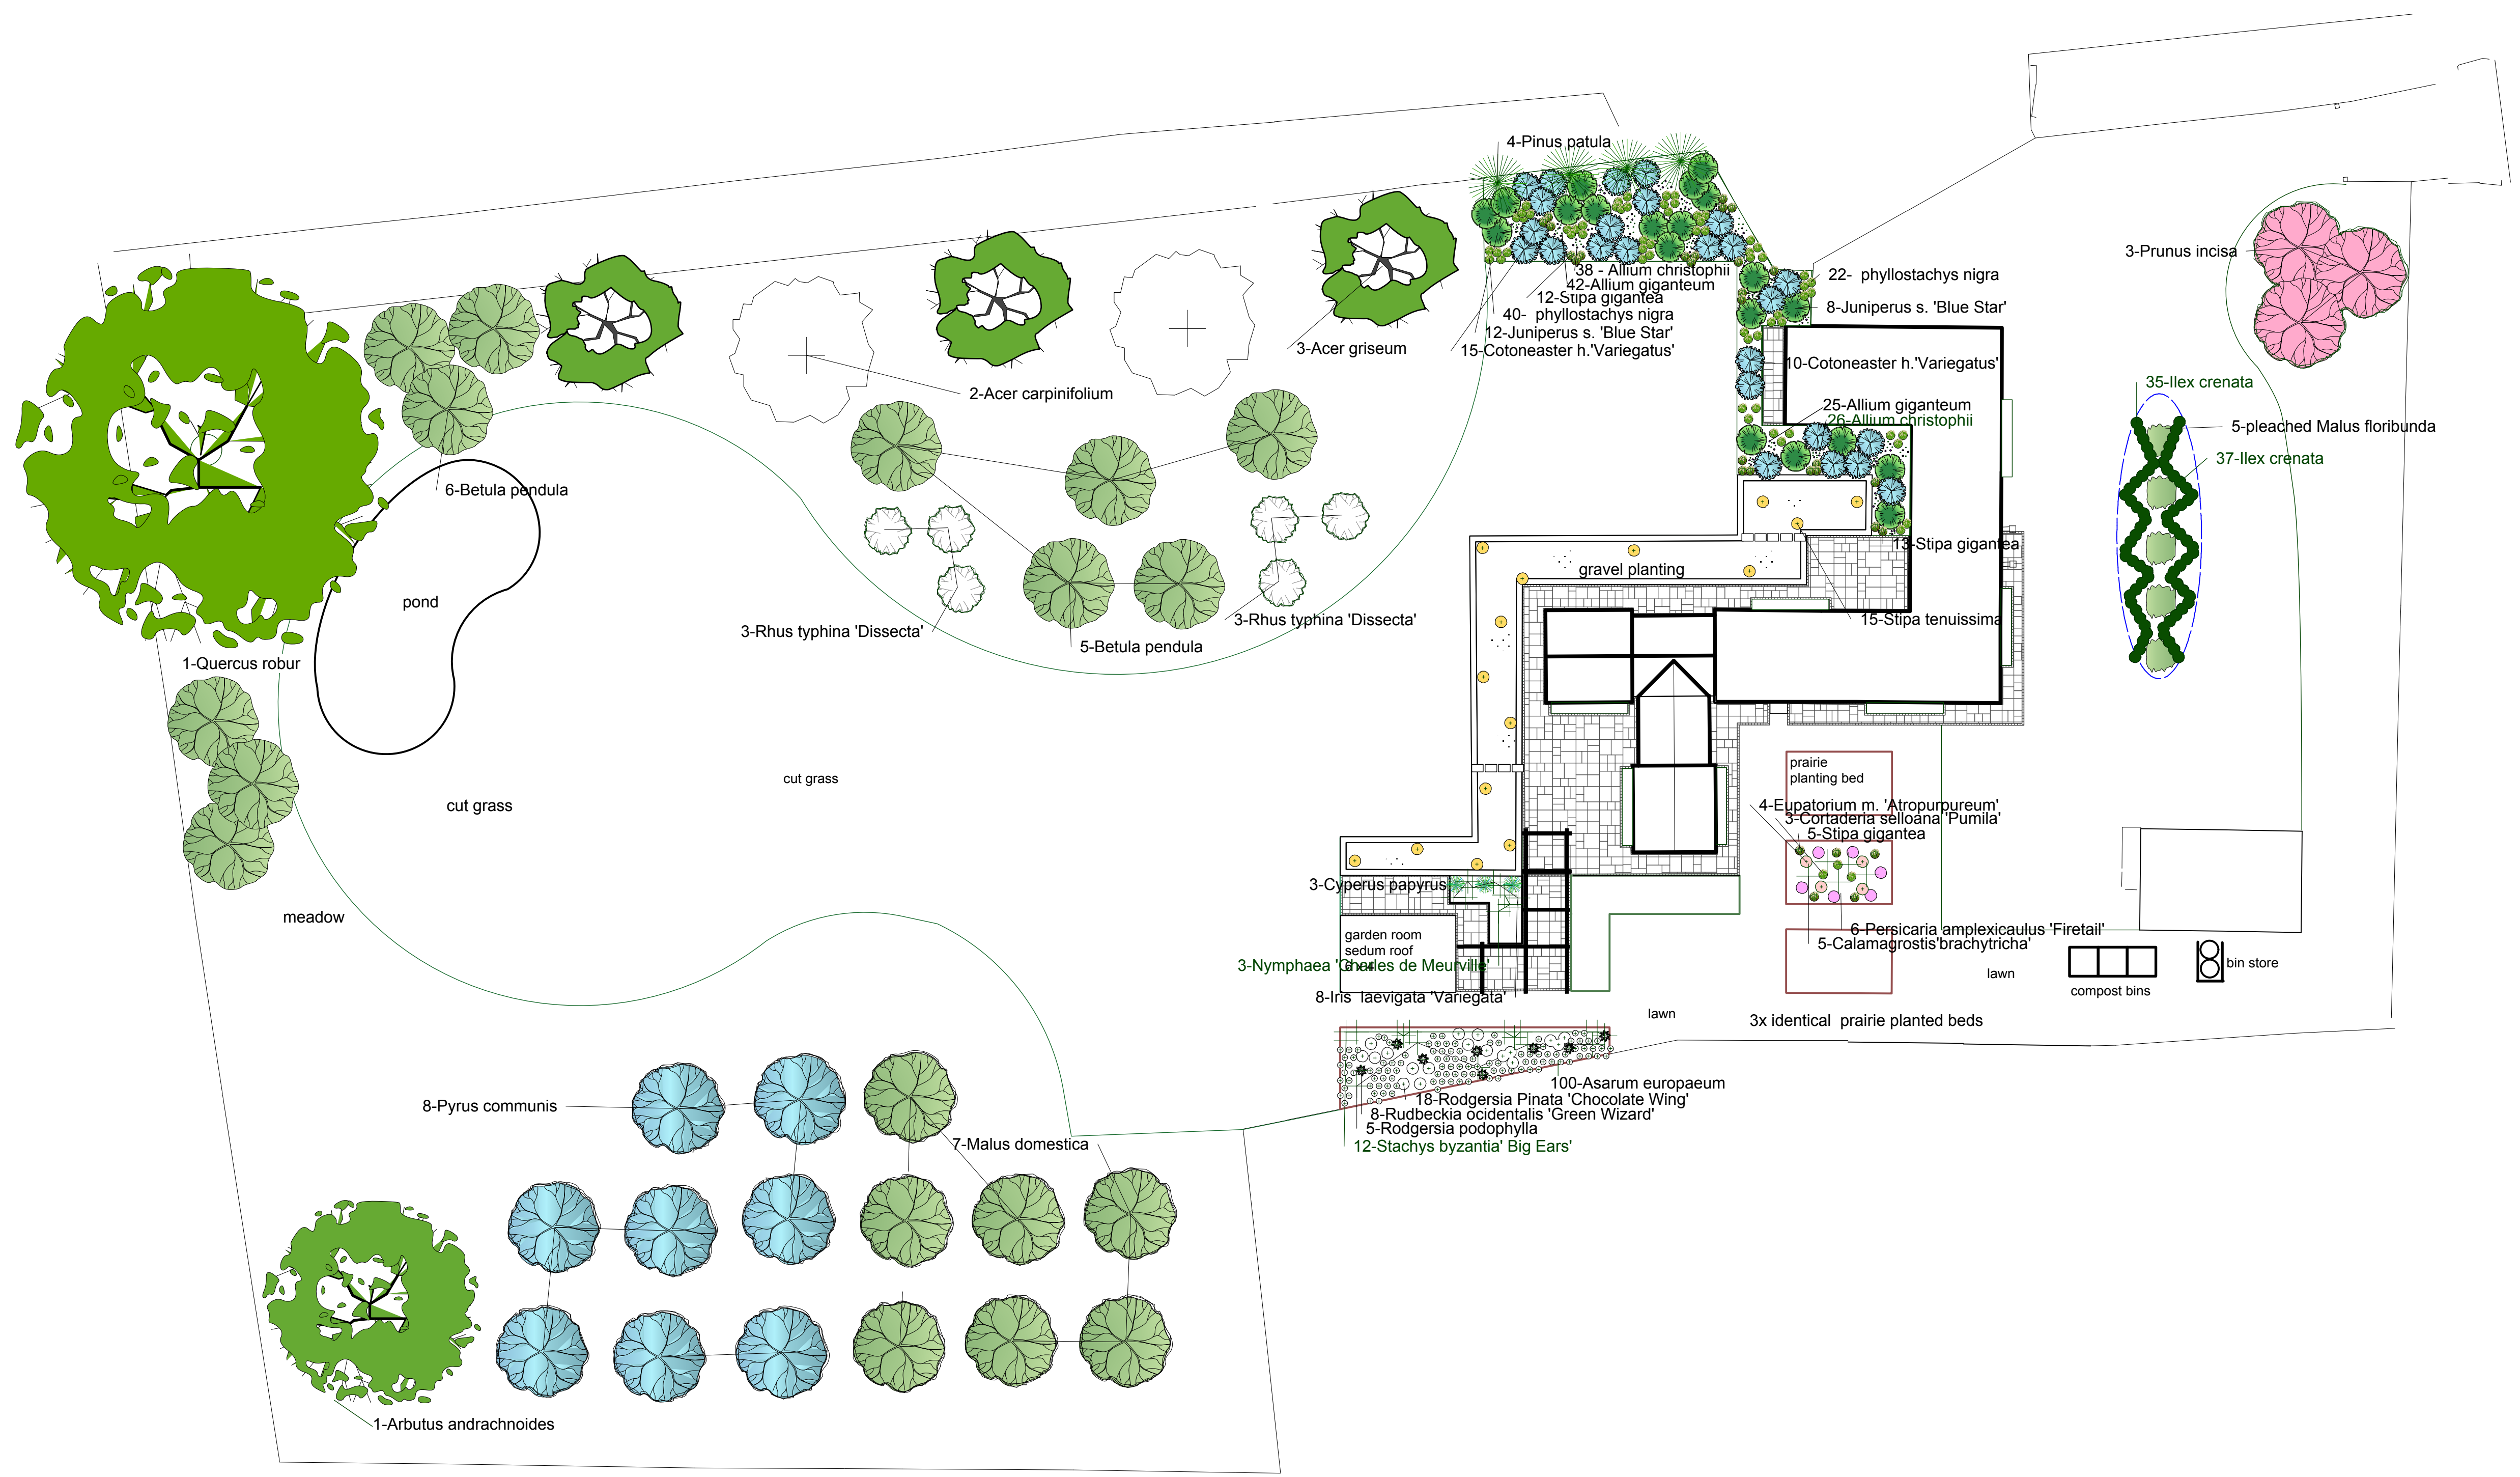 4-Pinus patula
3-Prunus incisa
38 - Allium christophii
42-Allium giganteum
12-Stipa gigantea
40- phyllostachys nigra
12-Juniperus s. 'Blue Star'
15-Cotoneaster h.'Variegatus'
22- phyllostachys nigra
8-Juniperus s. 'Blue Star'
3-Acer griseum
10-Cotoneaster h.'Variegatus'
2-Acer carpinifolium
35-Ilex crenata
25-Allium giganteum
26-Allium christophii
5-pleached Malus floribunda
37-Ilex crenata
6-Betula pendula
13-Stipa gigantea
gravel planting
pond
15-Stipa tenuissima
3-Rhus typhina 'Dissecta'
3-Rhus typhina 'Dissecta'
5-Betula pendula
1-Quercus robur
prairie
planting bed
cut grass
cut grass
4-Eupatorium m. 'Atropurpureum'
3-Cortaderia selloana 'Pumila'
5-Stipa gigantea
3-Cyperus papyrus
meadow
garden room
sedum roof
6 x 4
3-Nymphaea 'Charles de Meurville'
8-Iris laevigata 'Variegata'
6-Persicaria amplexicaulus 'Firetail'
5-Calamagrostis'brachytricha'
lawn
bin store
compost bins
lawn
3x identical prairie planted beds
100-Asarum europaeum
18-Rodgersia Pinata 'Chocolate Wing'
8-Rudbeckia ocidentalis 'Green Wizard'
5-Rodgersia podophylla
12-Stachys byzantia' Big Ears'
8-Pyrus communis
7-Malus domestica
1-Arbutus andrachnoides